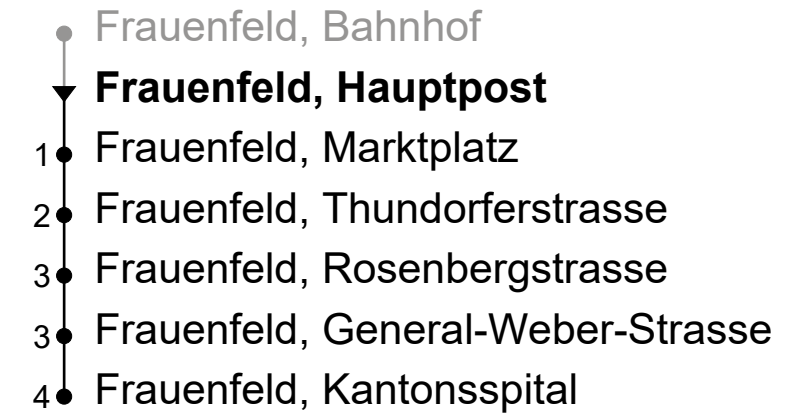 Frauenfeld, Bahnhof
Frauenfeld, Hauptpost
1 Frauenfeld, Marktplatz
2 Frauenfeld, Thundorferstrasse
3 Frauenfeld, Rosenbergstrasse
3 Frauenfeld, General-Weber-Strasse
4 Frauenfeld, Kantonsspital